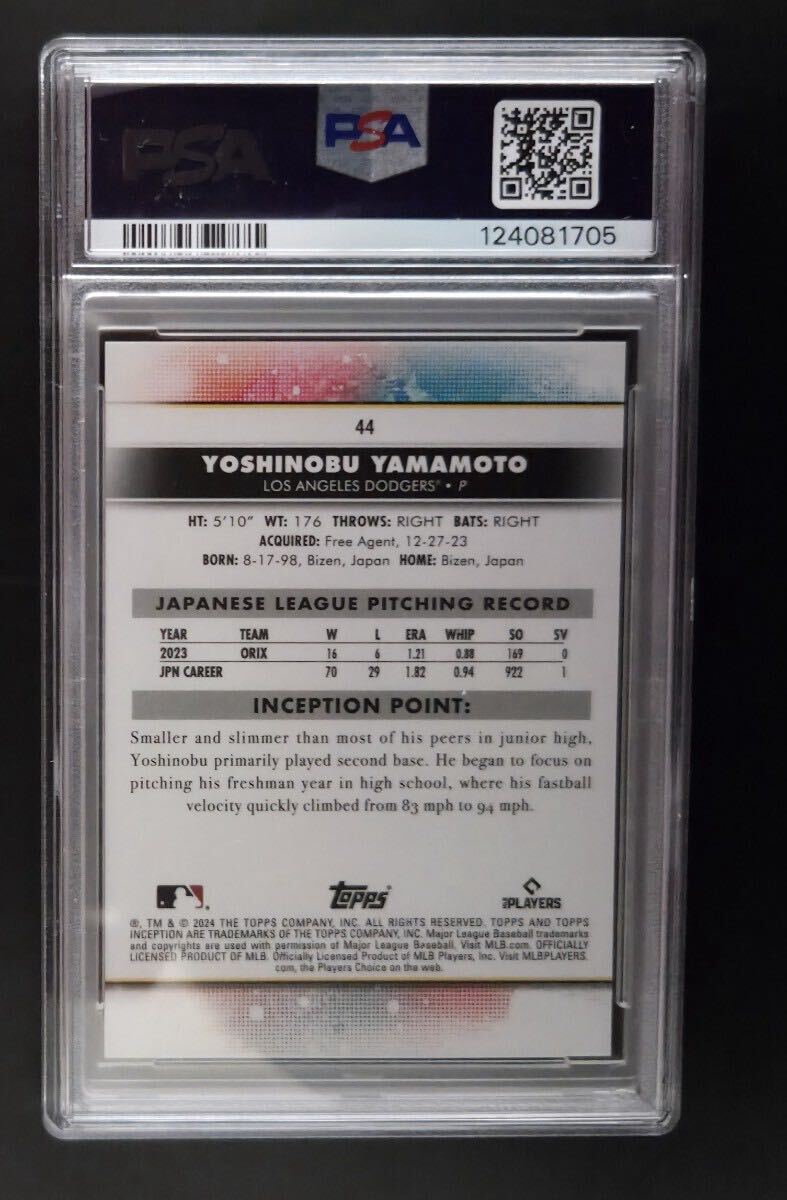 PSA
PSA
124081705
44
YOSHINOBU YAMAMOTO
LOS ANGELES DODGERS® • P
HT: 5'10" WT: 176 THROWS: RIGHT BATS: RIGHT
ACQUIRED: Free Agent, 12-27-23
BORN: 8-17-98, Bizen, Japan HOME: Bizen, Japan
JAPANESE LEAGUE PITCHING RECORD
YEAR TEAM W L ERA WHIP SO SV
2023 ORIX 16 6 1.21 0.88 169 0
JPN CAREER 70 29 1.82 0.94 922 1
INCEPTION POINT:
Smaller and slimmer than most of his peers in junior high,
Yoshinobu primarily played second base. He began to focus on
pitching his freshman year in high school, where his fastball
velocity quickly climbed from 83 mph to 94 mph.
topps® MLB PLAYERS
®, TM & © 2024 THE TOPPS COMPANY, INC. ALL RIGHTS RESERVED. TOPPS AND TOPPS
INCEPTION ARE TRADEMARKS OF THE TOPPS COMPANY, INC. Major League Baseball trademarks
and copyrights are used with permission of Major League Baseball. Visit MLB.com. OFFICIALLY
LICENSED PRODUCT OF MLB. Officially Licensed Product of MLB Players, Inc. Visit MLBPLAYERS.
com, the Players Choice on the web.